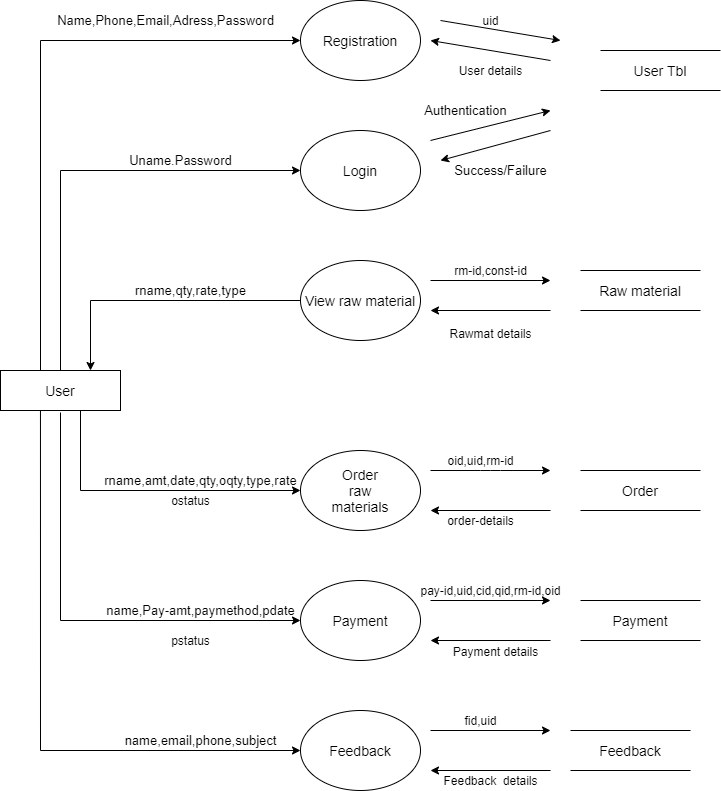 Name,Phone,Email,Adress,Password
Registration
uid
User details
User Tbl
Authentication
Uname.Password
Login
Success/Failure
rname,qty,rate,type
View raw material
rm-id,const-id
Rawmat details
Raw material
User
rname,amt,date,qty,oqty,type,rate
ostatus
Order
raw
materials
oid,uid,rm-id
order-details
Order
name,Pay-amt,paymethod,pdate
pstatus
Payment
pay-id,uid,cid,qid,rm-id,oid
Payment details
Payment
name,email,phone,subject
Feedback
fid,uid
Feedback details
Feedback